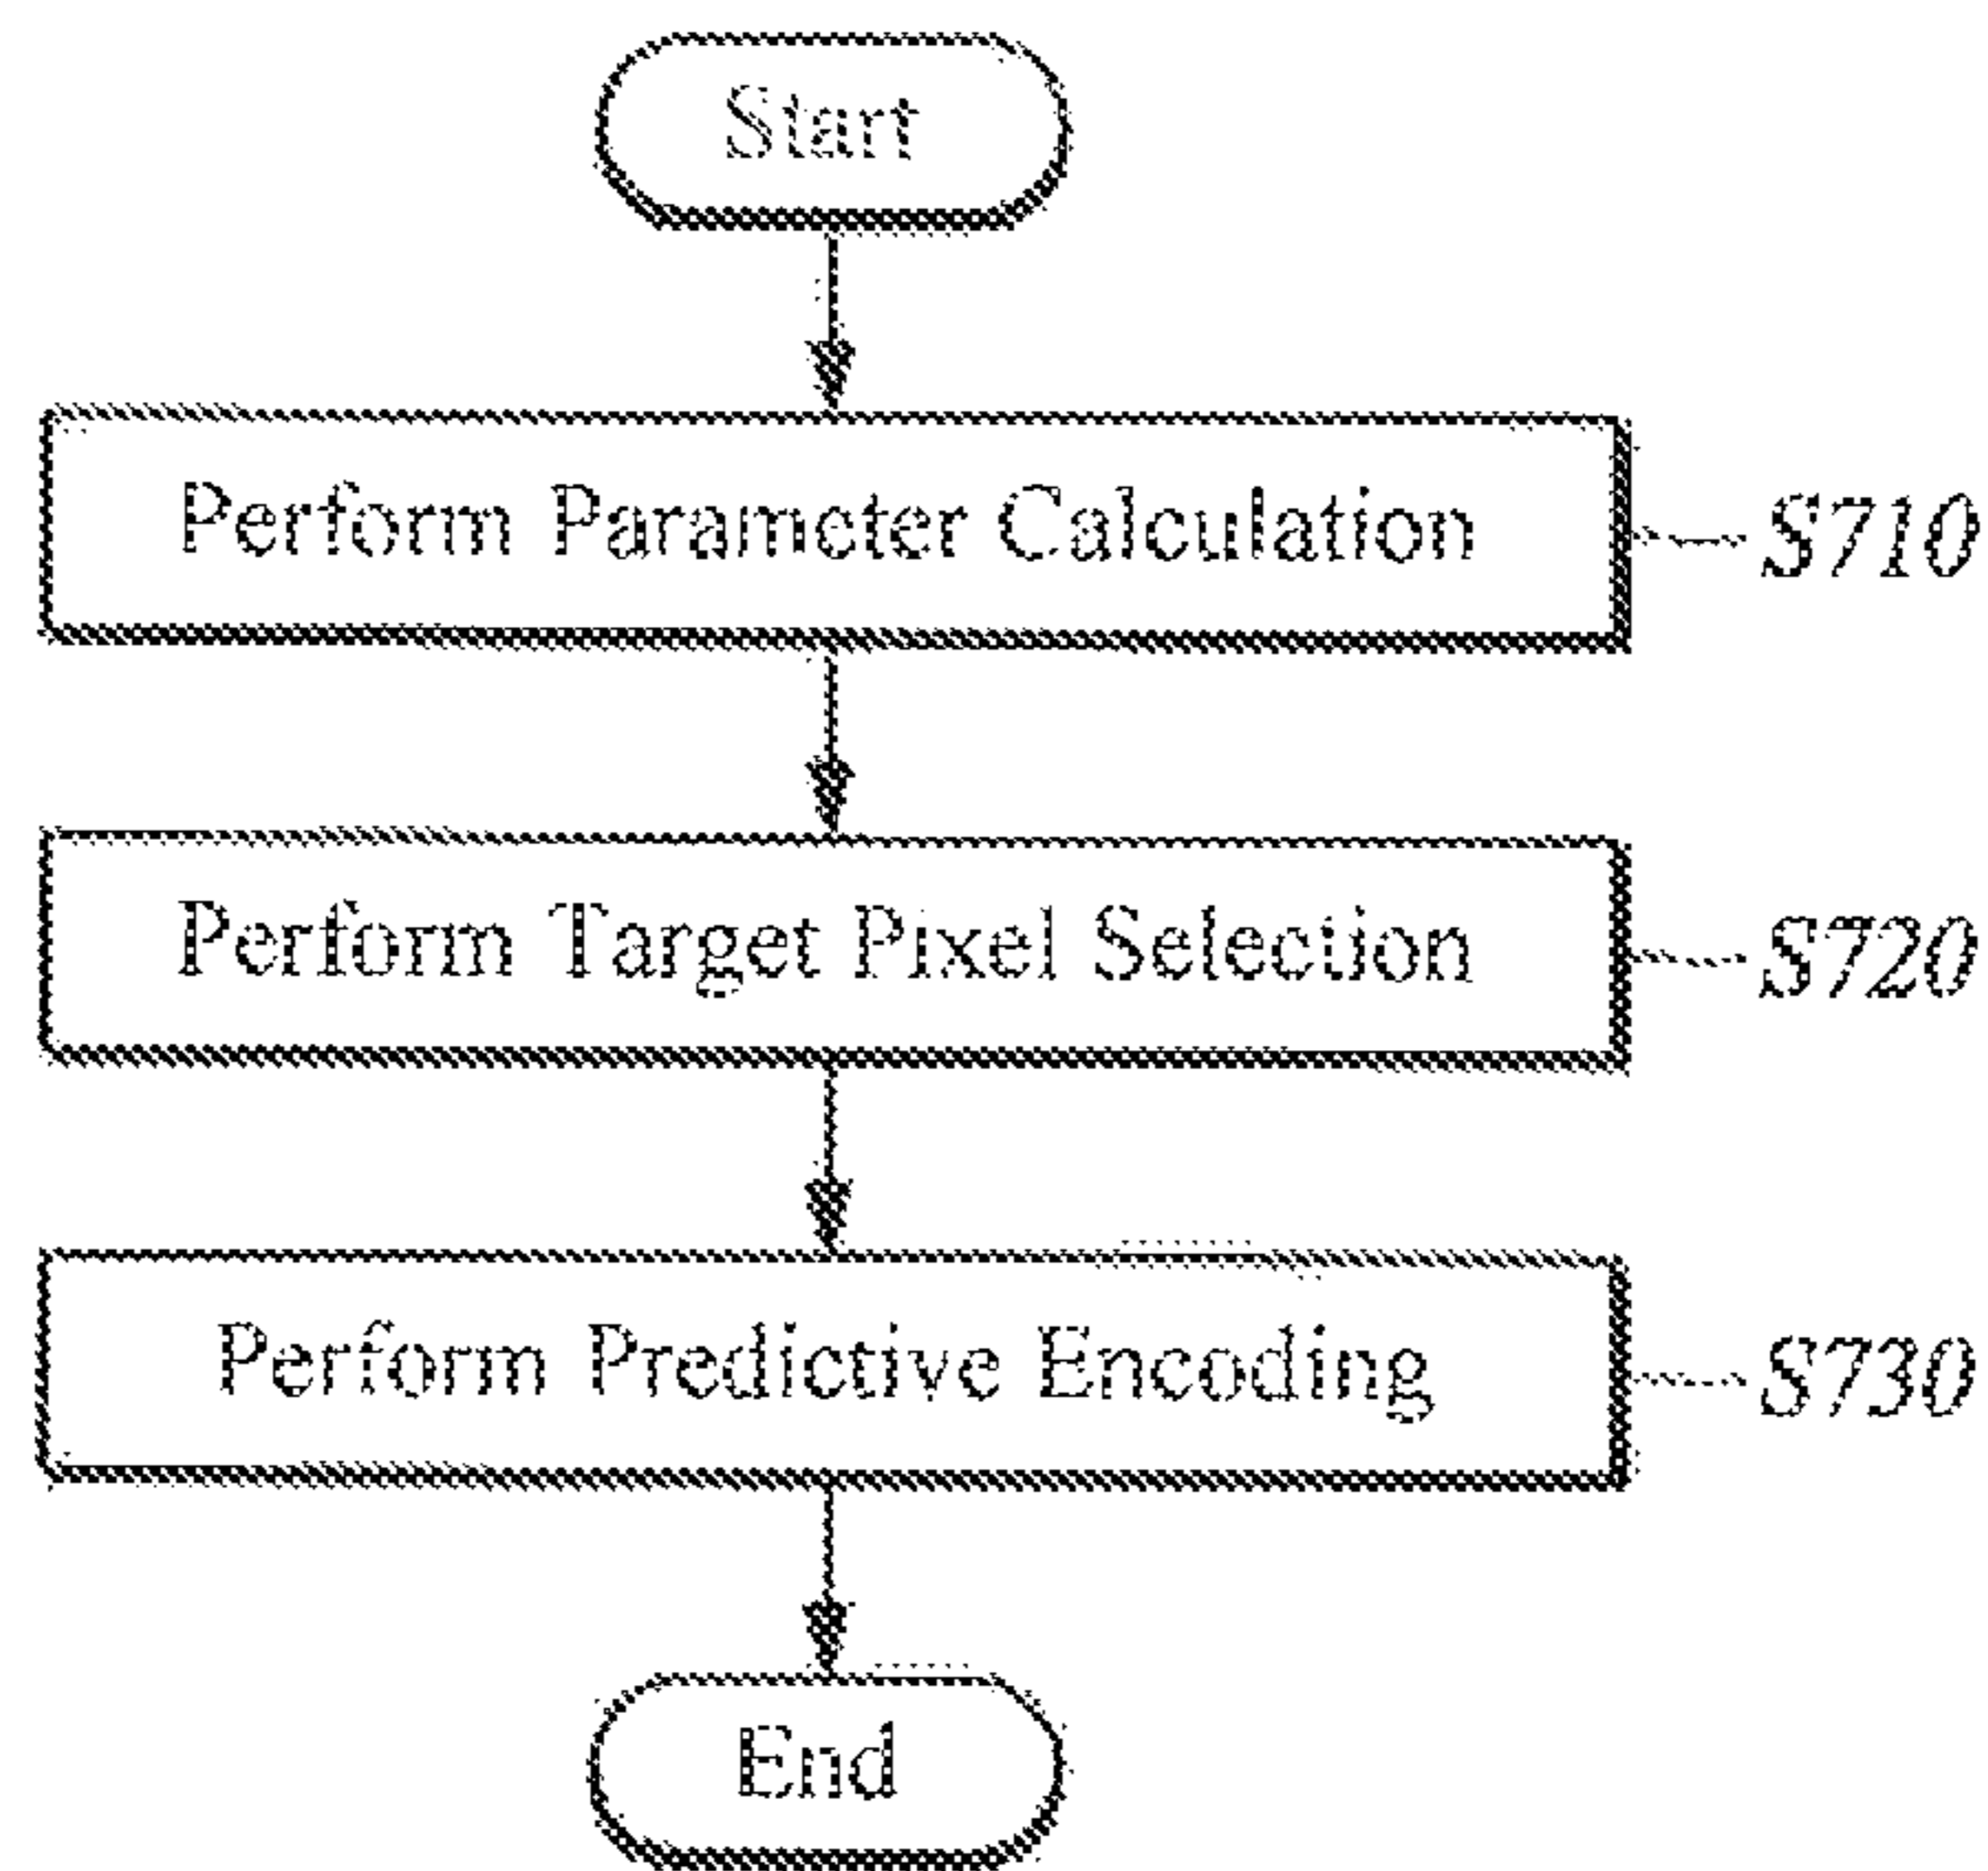 Start
Perform Parameter Calculation
S710
Perform Target Pixel Selection
S720
Perform Predictive Encoding
S730
End